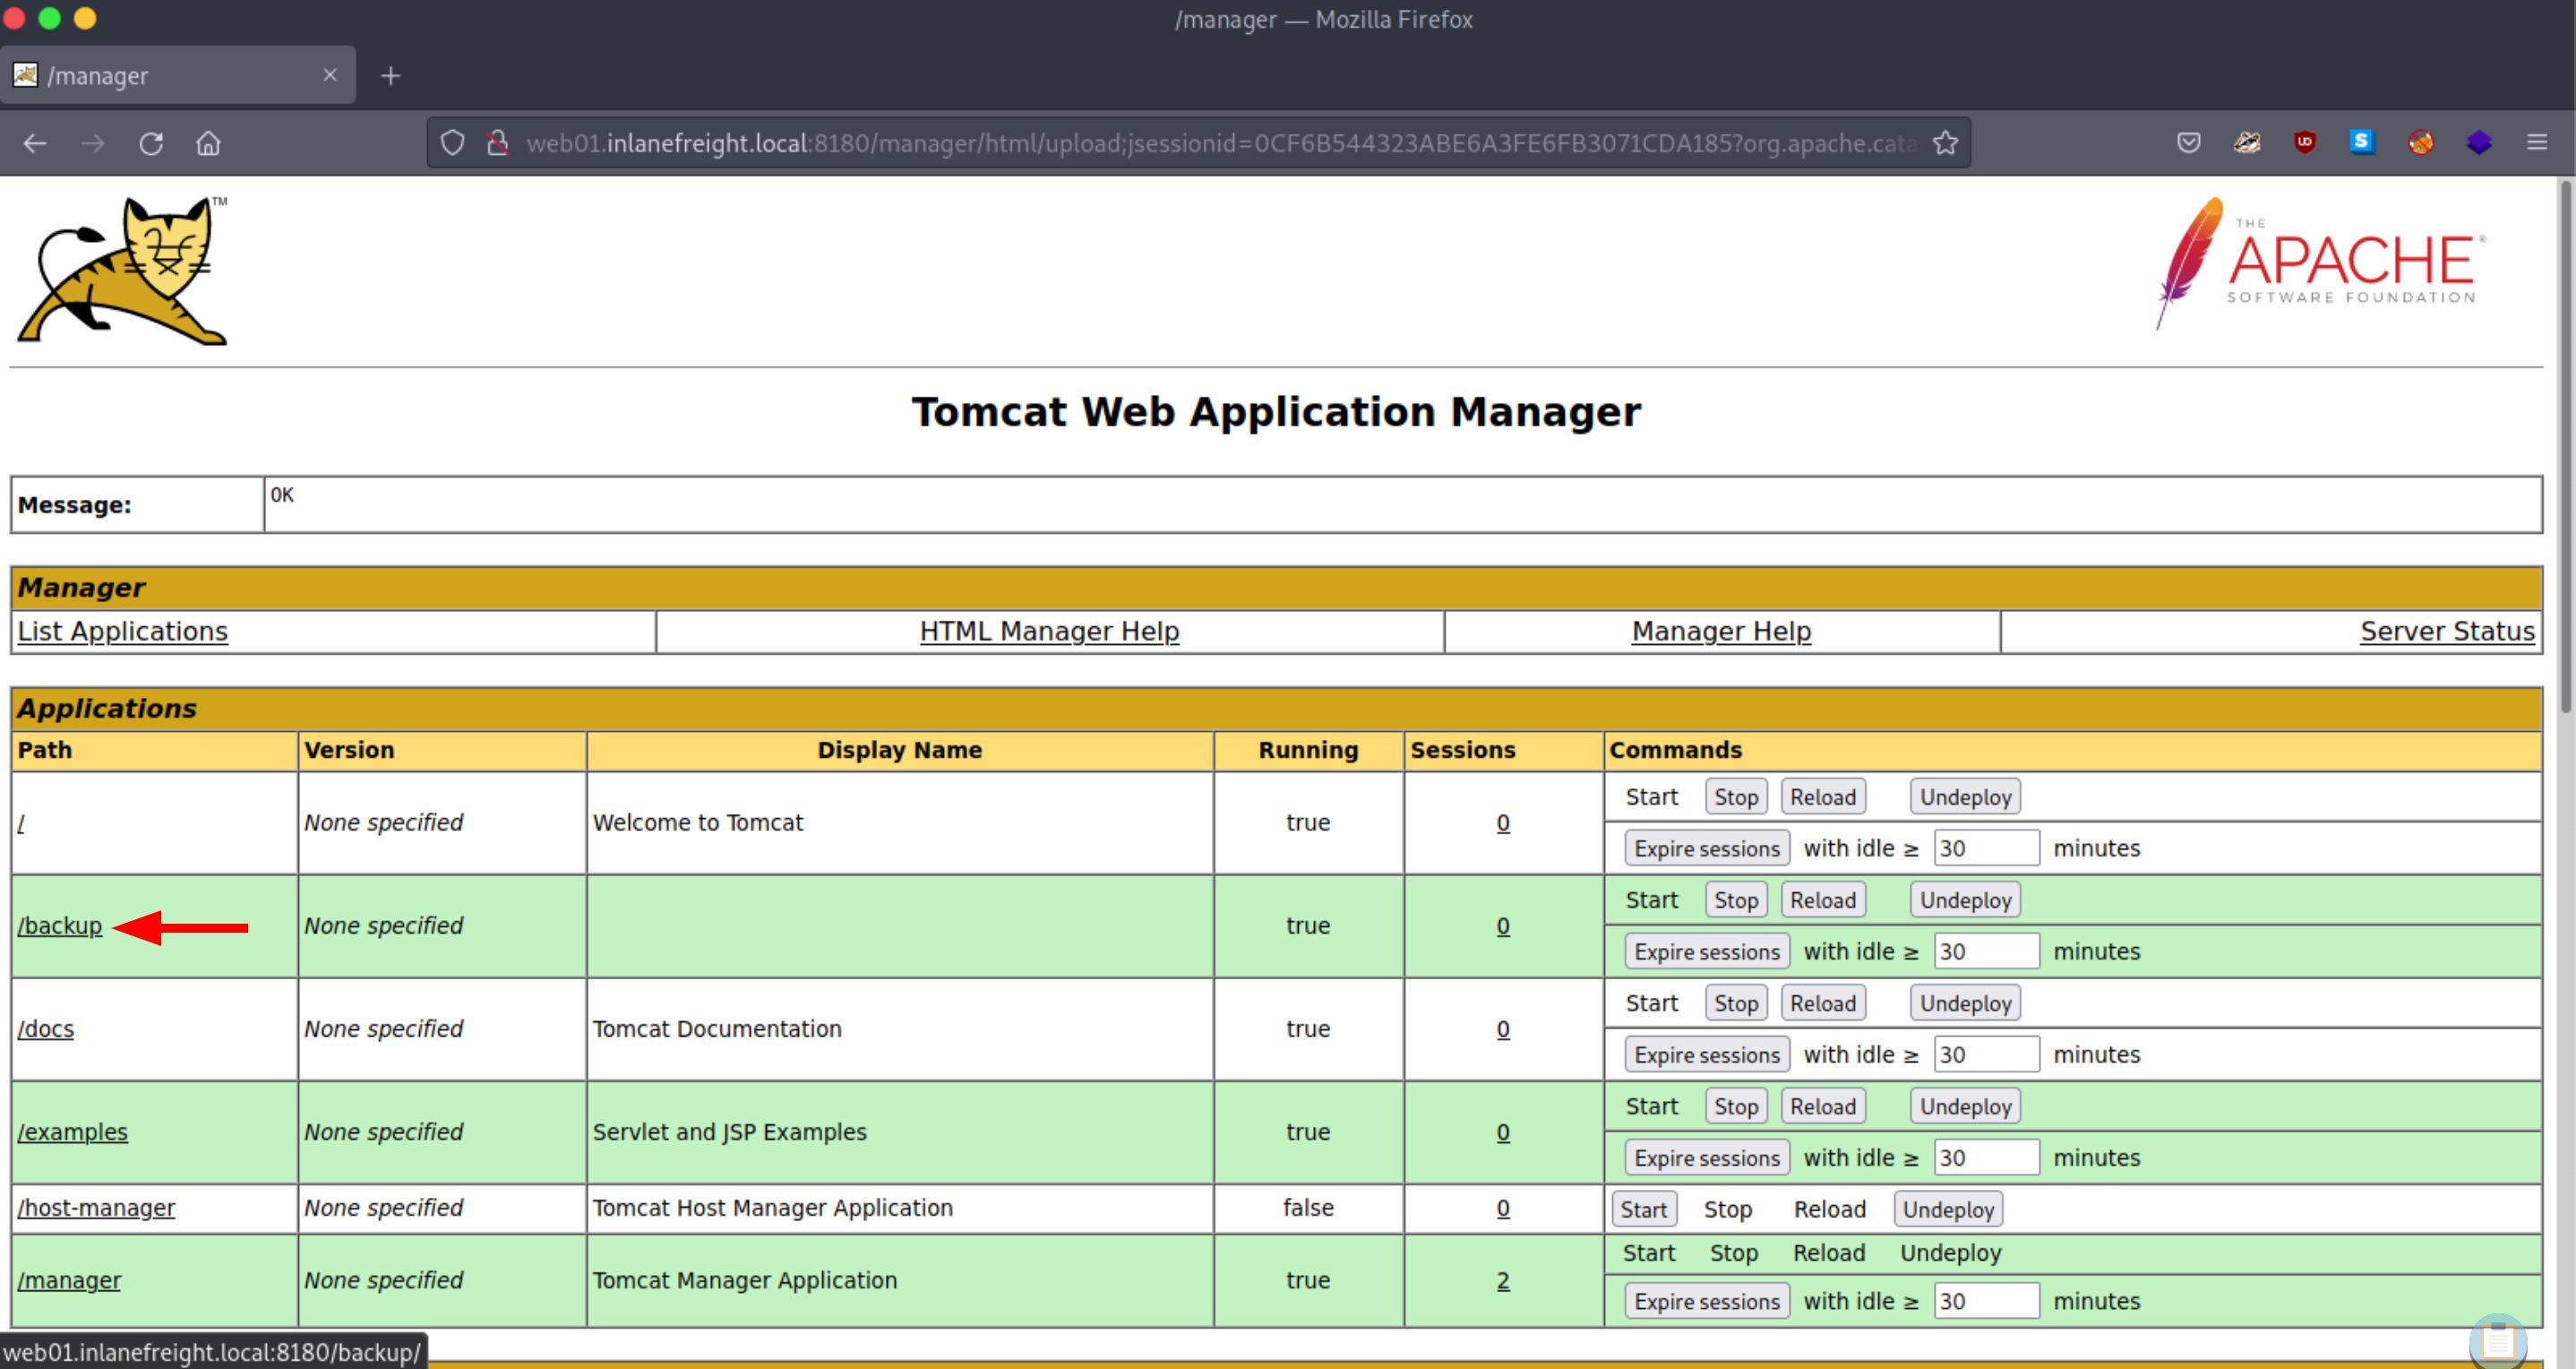 /manager — Mozilla Firefox
/manager
web01.inlanefreight.local:8180/manager/html/upload;jsessionid=0CF6B544323ABE6A3FE6FB3071CDA185?org.apache.cata
TM
THE
APACHE®
SOFTWARE FOUNDATION
Tomcat Web Application Manager
Message: OK
Manager
List Applications HTML Manager Help Manager Help Server Status
Applications
Path Version Display Name Running Sessions Commands
Start Stop Reload Undeploy
/ None specified Welcome to Tomcat true 0
Expire sessions with idle ≥ 30 minutes
Start Stop Reload Undeploy
/backup None specified true 0
Expire sessions with idle ≥ 30 minutes
Start Stop Reload Undeploy
/docs None specified Tomcat Documentation true 0
Expire sessions with idle ≥ 30 minutes
Start Stop Reload Undeploy
/examples None specified Servlet and JSP Examples true 0
Expire sessions with idle ≥ 30 minutes
/host-manager None specified Tomcat Host Manager Application false 0 Start Stop Reload Undeploy
Start Stop Reload Undeploy
/manager None specified Tomcat Manager Application true 2
Expire sessions with idle ≥ 30 minutes
web01.inlanefreight.local:8180/backup/